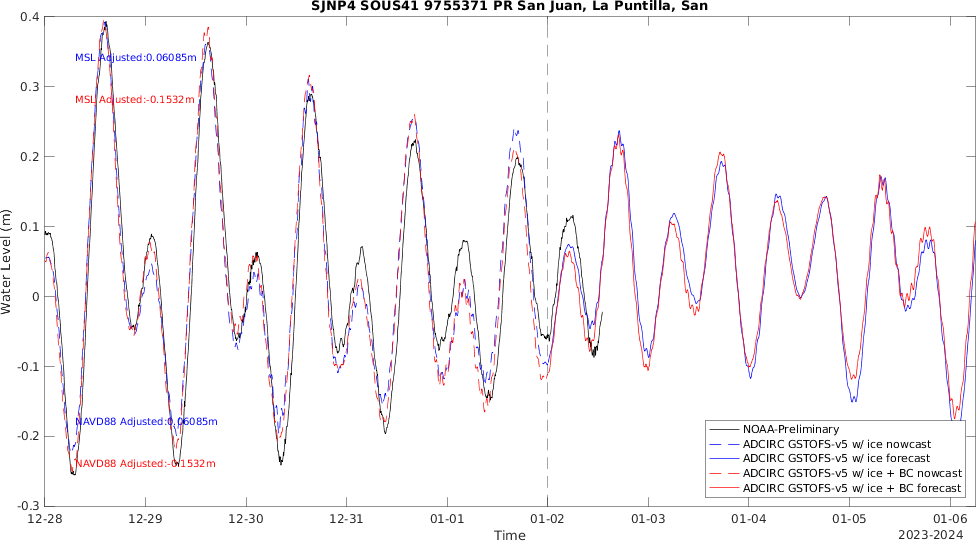 SJNP4 SOUS41 9755371 PR San Juan, La Puntilla, San
0.4
MSL Adjusted:0.06085m
0.3
MSL Adjusted:-0.1532m
0.2
0.1
Water Level (m)
0
-0.1
-0.2
NAVD88 Adjusted:0.06085m
NAVD88 Adjusted:-0.1532m
-0.3
NOAA-Preliminary
ADCIRC GSTOFS-v5 w/ ice nowcast
ADCIRC GSTOFS-v5 w/ ice forecast
ADCIRC GSTOFS-v5 w/ ice + BC nowcast
ADCIRC GSTOFS-v5 w/ ice + BC forecast
12-28 12-29 12-30 12-31 01-01 01-02 01-03 01-04 01-05 01-06
Time
2023-2024